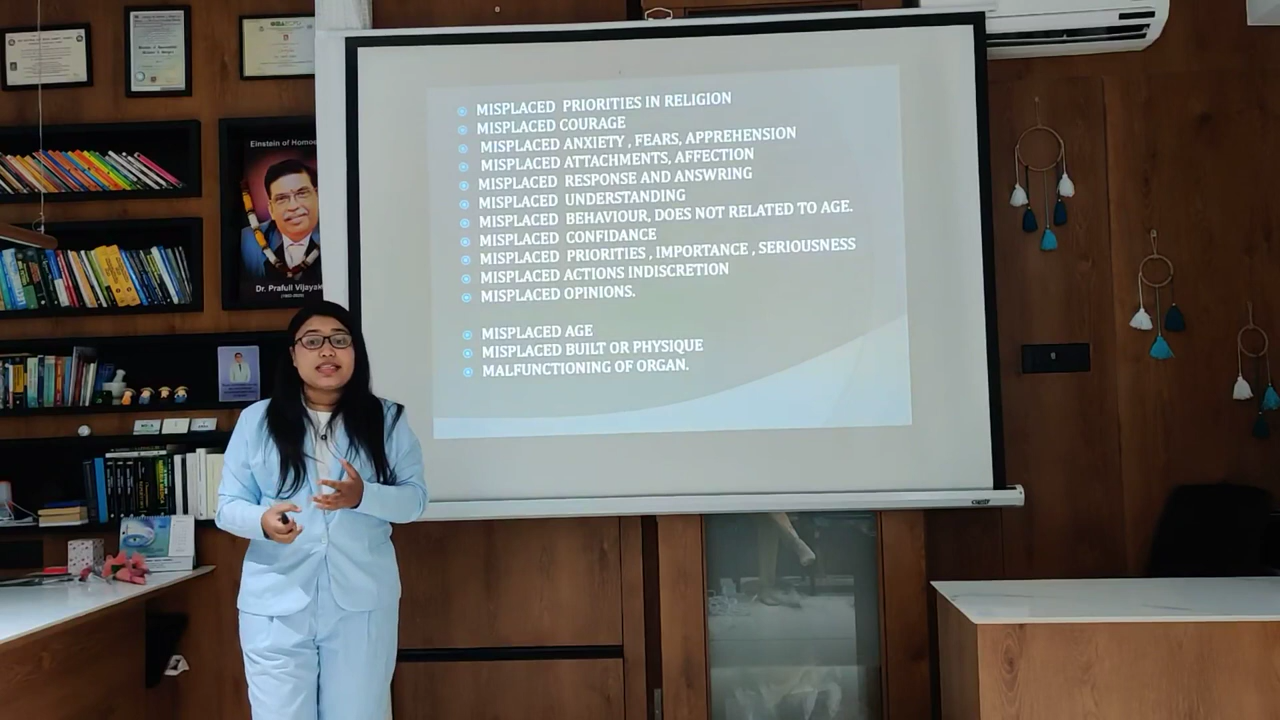 Einstein of Homoe
Dr. Prafull Vijayak
MISPLACED PRIORITIES IN RELIGION
MISPLACED COURAGE
MISPLACED ANXIETY , FEARS, APPREHENSION
MISPLACED ATTACHMENTS, AFFECTION
MISPLACED RESPONSE AND ANSWRING
MISPLACED UNDERSTANDING
MISPLACED BEHAVIOUR, DOES NOT RELATED TO AGE.
MISPLACED CONFIDANCE
MISPLACED PRIORITIES , IMPORTANCE , SERIOUSNESS
MISPLACED ACTIONS INDISCRETION
MISPLACED OPINIONS.
MISPLACED AGE
MISPLACED BUILT OR PHYSIQUE
MALFUNCTIONING OF ORGAN.